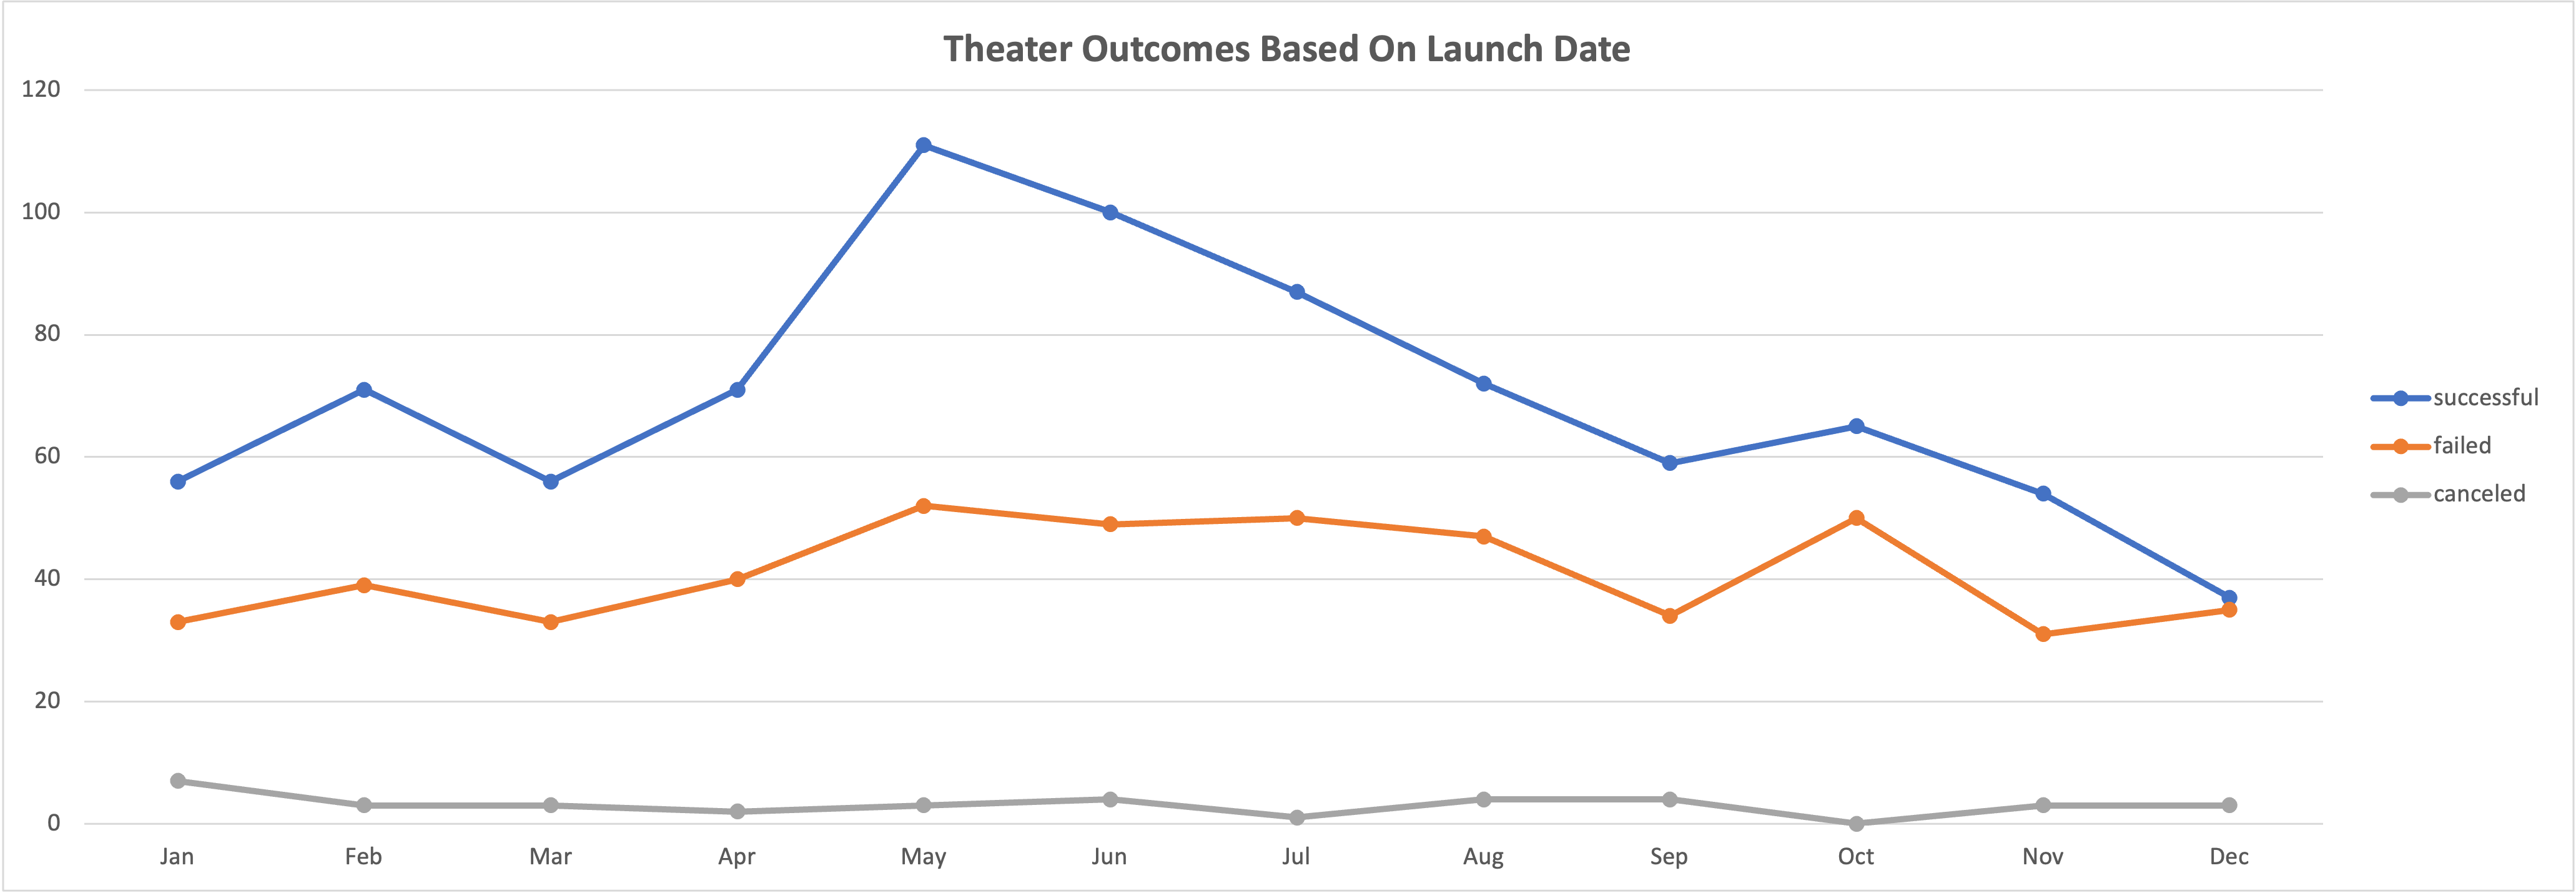 Theater Outcomes Based On Launch Date
120
100
80
60
40
20
0
Jan Feb Mar Apr May Jun Jul Aug Sep Oct Nov Dec
successful
failed
canceled